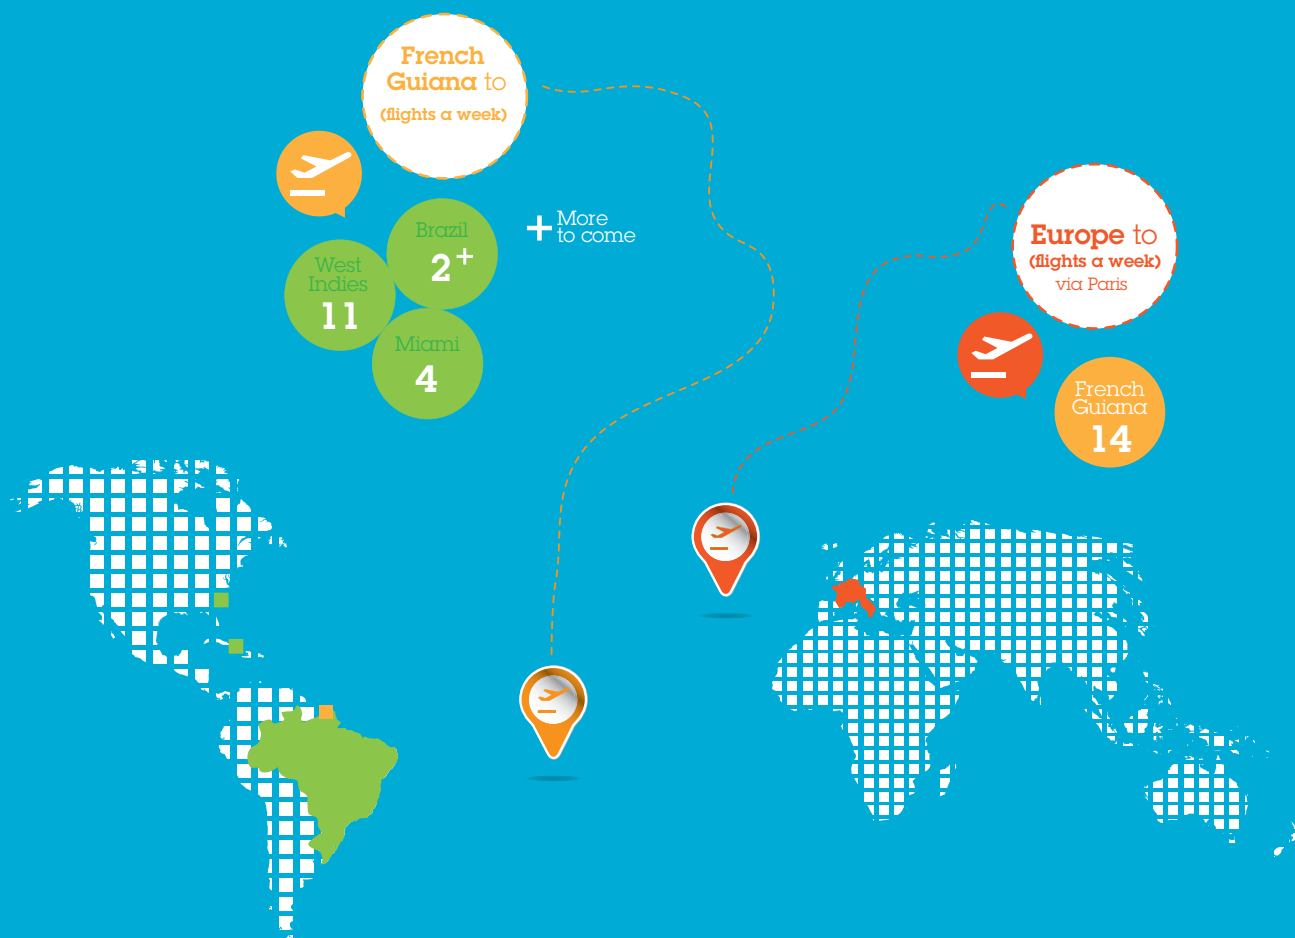 French
Guiana to
(flights a week)
Brazil
2+
+ More
to come
West
Indies
11
Miami
4
Europe to
(flights a week)
via Paris
French
Guiana
14